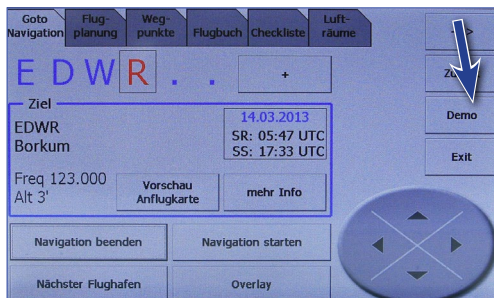 Goto Navigation
Flug-planung
Weg-punkte
Flugbuch
Checkliste
Luft-räume
E D W R . .
+
Demo
Exit
Ziel
EDWR
Borkum
14.03.2013
SR: 05:47 UTC
SS: 17:33 UTC
Freq 123.000
Alt 3'
Vorschau
Anflugkarte
mehr Info
Navigation beenden
Navigation starten
Nächster Flughafen
Overlay